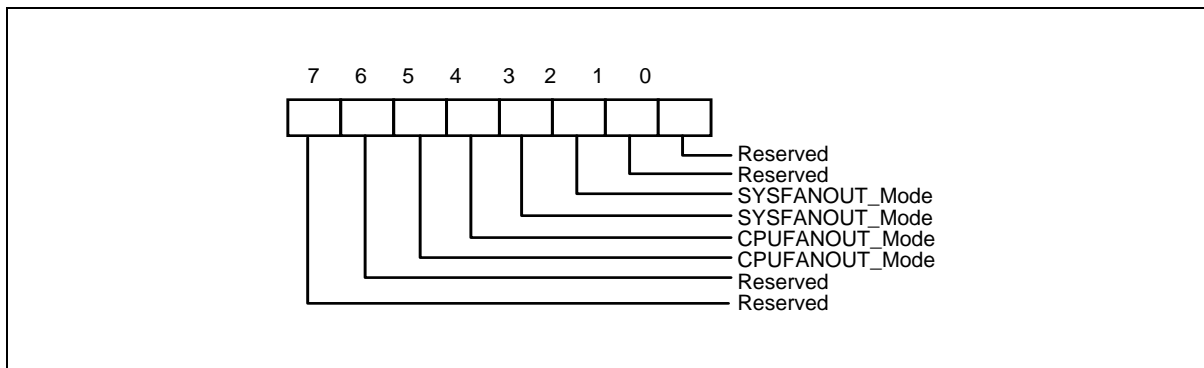 7 6 5 4 3 2 1 0
Reserved
Reserved
SYSFANOUT_Mode
SYSFANOUT_Mode
CPUFANOUT_Mode
CPUFANOUT_Mode
Reserved
Reserved